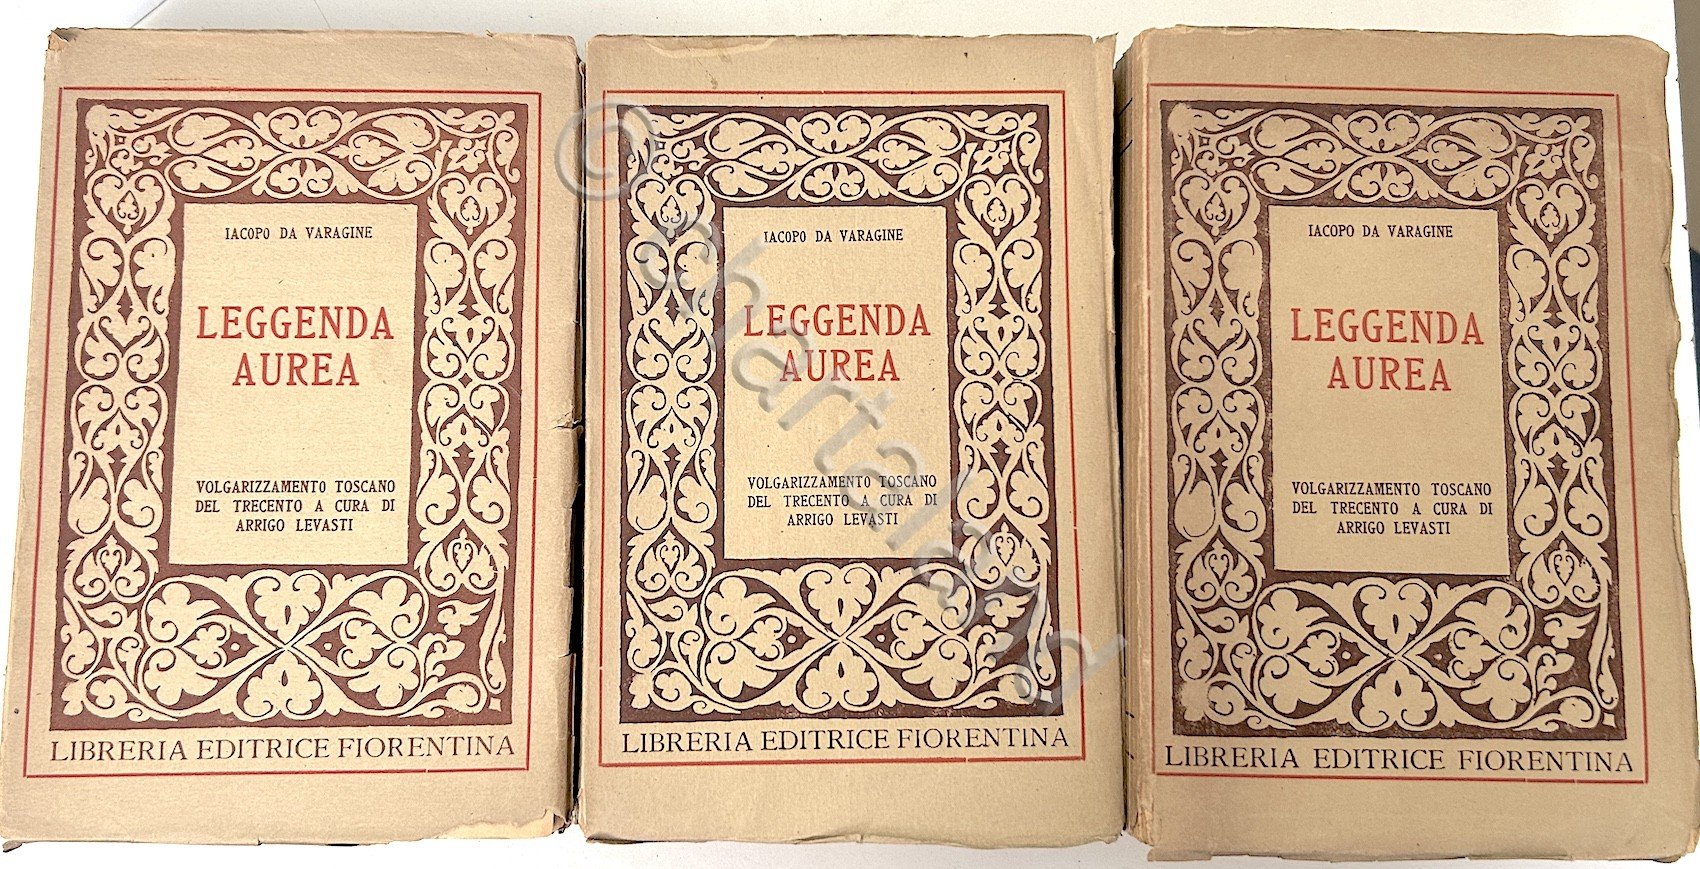 IACOPO DA VARAGINE
LEGGENDA
AUREA
VOLGARIZZAMENTO TOSCANO
DEL TRECENTO A CURA DI
ARRIGO LEVASTI
LIBRERIA EDITRICE FIORENTINA
IACOPO DA VARAGINE
LEGGENDA
AUREA
VOLGARIZZAMENTO TOSCANO
DEL TRECENTO A CURA DI
ARRIGO LEVASTI
LIBRERIA EDITRICE FIORENTINA
IACOPO DA VARAGINE
LEGGENDA
AUREA
VOLGARIZZAMENTO TOSCANO
DEL TRECENTO A CURA DI
ARRIGO LEVASTI
LIBRERIA EDITRICE FIORENTINA